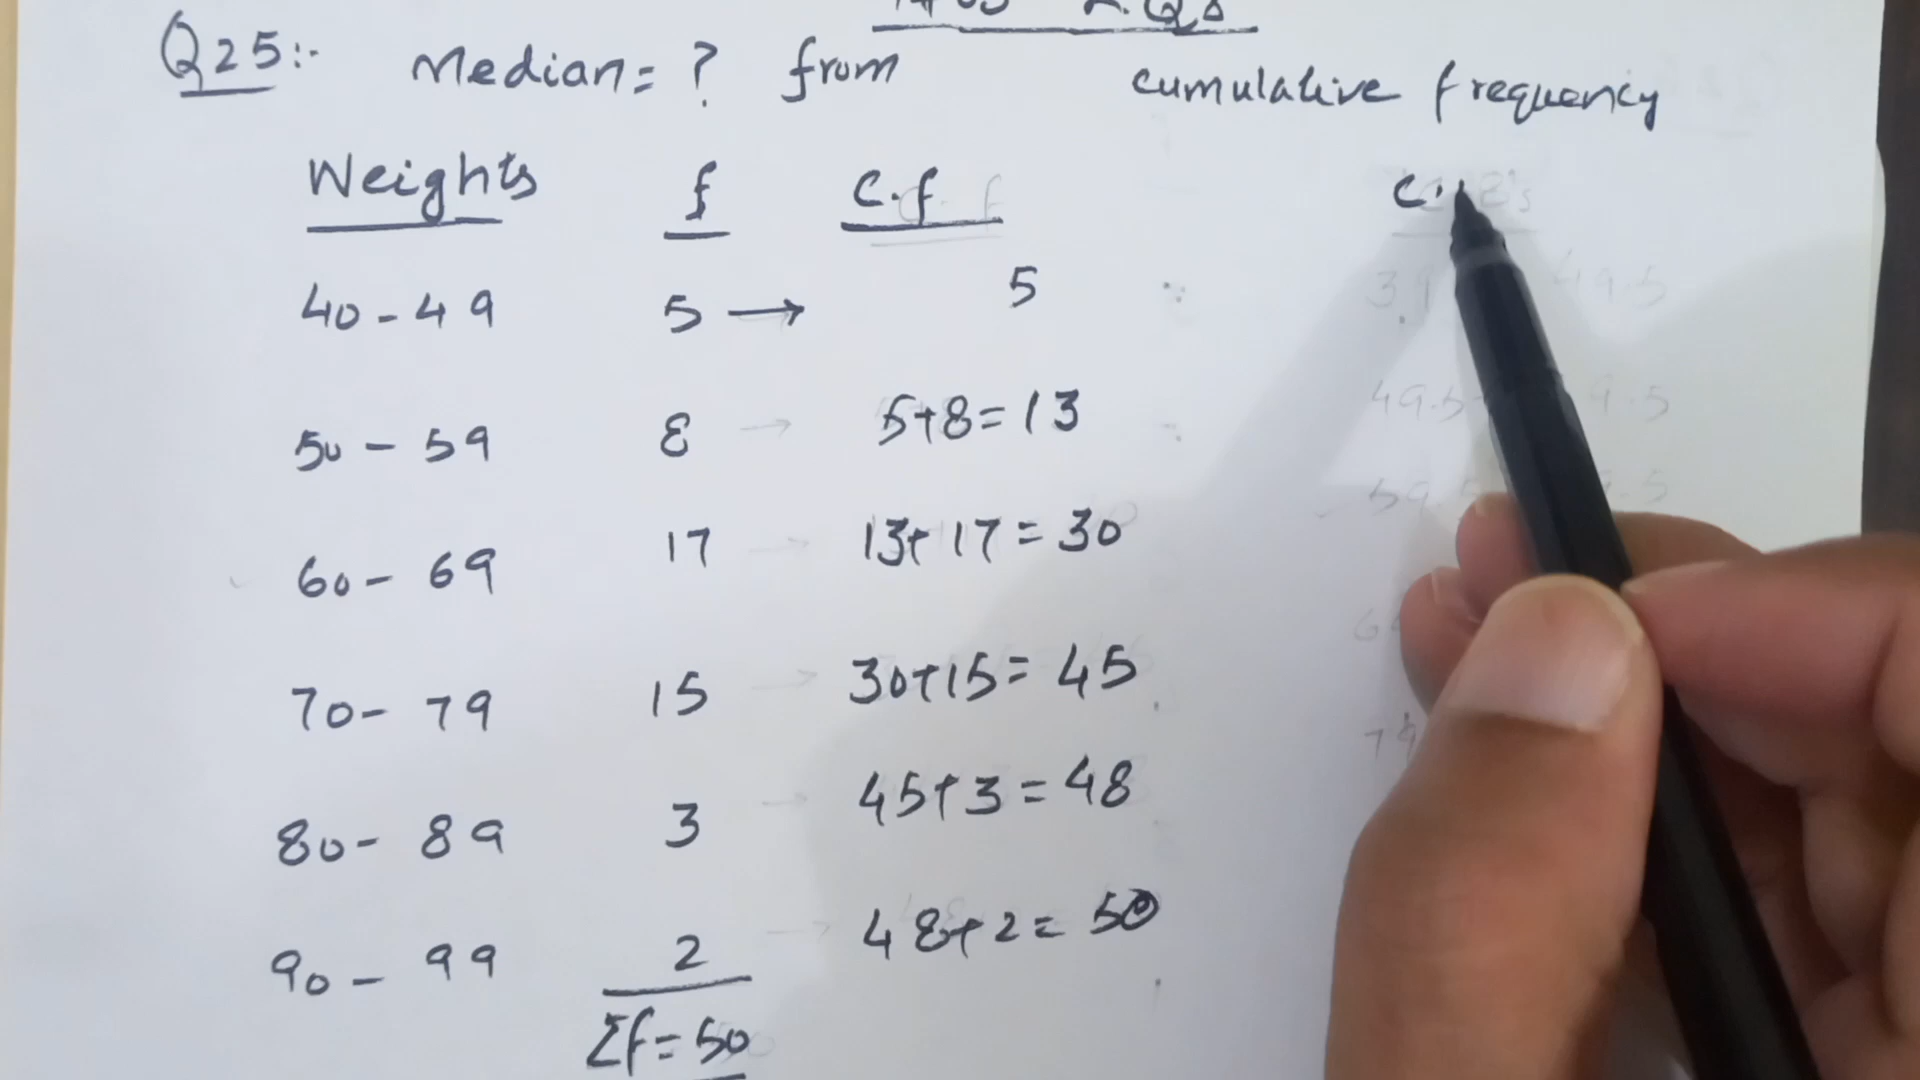 Q25:- Median = ? from cumulative frequency
Weights f C.f C.
40 - 49 5 → 5
50 - 59 8 5+8=13
60 - 69 17 13+17=30
70 - 79 15 30+15=45
80 - 89 3 45+3=48
90 - 99 2 48+2=50
Σf=50